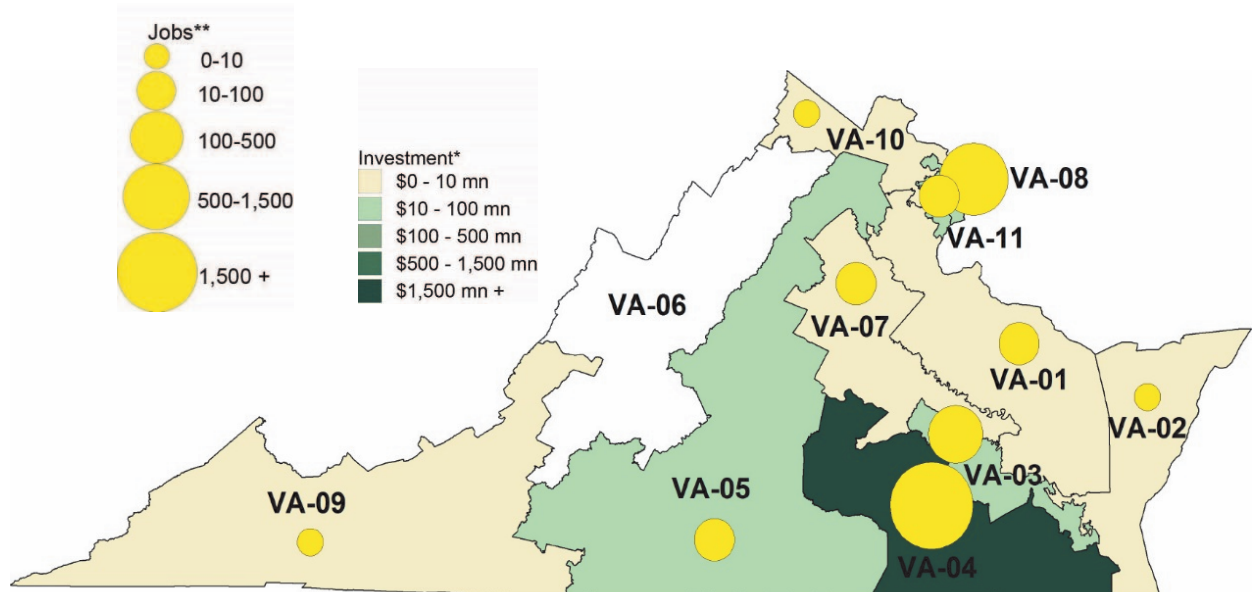 Jobs**
0-10
10-100
100-500
500-1,500
1,500 +
Investment*
$0 - 10 mn
$10 - 100 mn
$100 - 500 mn
$500 - 1,500 mn
$1,500 mn +
VA-10
VA-08
VA-11
VA-06
VA-07
VA-01
VA-02
VA-03
VA-05
VA-09
VA-04